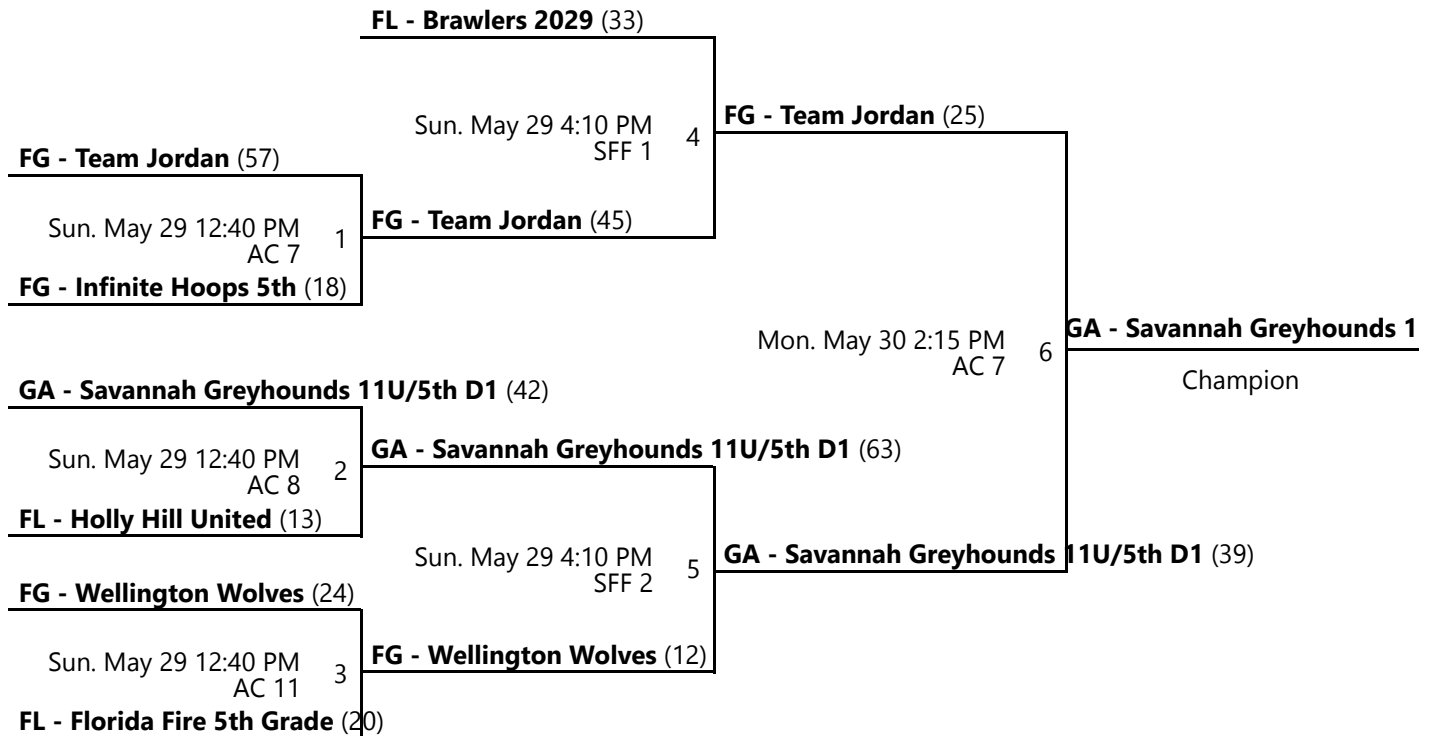 FL - Brawlers 2029 (33)
Sun. May 29 4:10 PM
SFF 1
4
FG - Team Jordan (25)
FG - Team Jordan (57)
Sun. May 29 12:40 PM
AC 7
1
FG - Team Jordan (45)
FG - Infinite Hoops 5th (18)
Mon. May 30 2:15 PM
AC 7
6
GA - Savannah Greyhounds 1
Champion
GA - Savannah Greyhounds 11U/5th D1 (42)
Sun. May 29 12:40 PM
AC 8
2
GA - Savannah Greyhounds 11U/5th D1 (63)
FL - Holly Hill United (13)
Sun. May 29 4:10 PM
SFF 2
5
GA - Savannah Greyhounds 11U/5th D1 (39)
FG - Wellington Wolves (24)
Sun. May 29 12:40 PM
AC 11
3
FG - Wellington Wolves (12)
FL - Florida Fire 5th Grade (20)